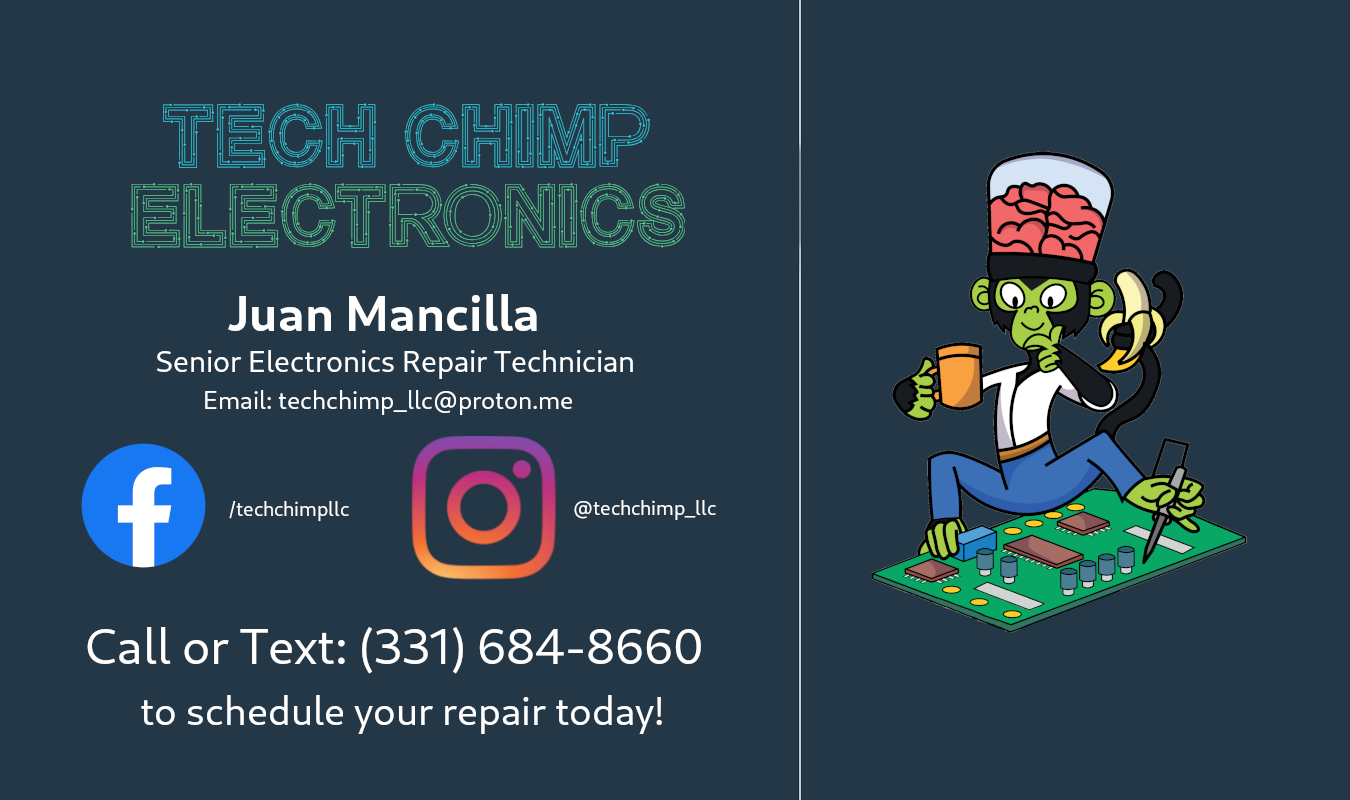 TECH CHIMP
ELECTRONICS
Juan Mancilla
Senior Electronics Repair Technician
Email: techchimp_llc@proton.me
/techchimpllc
@techchimp_llc
Call or Text: (331) 684-8660
to schedule your repair today!